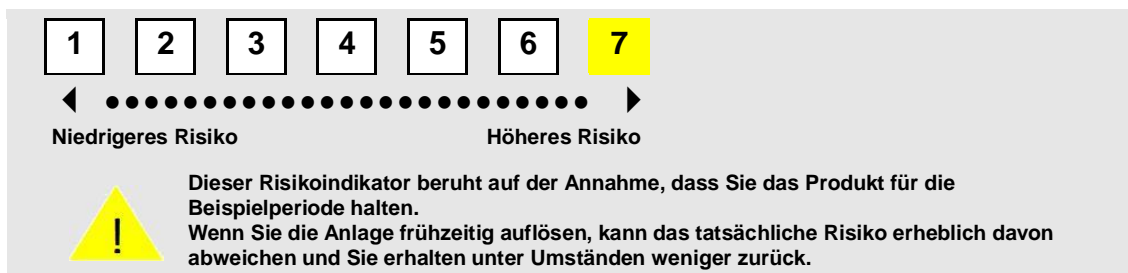 1 2 3 4 5 6 7
Niedrigeres Risiko Höheres Risiko
Dieser Risikoindikator beruht auf der Annahme, dass Sie das Produkt für die
Beispielperiode halten.
! Wenn Sie die Anlage frühzeitig auflösen, kann das tatsächliche Risiko erheblich davon
abweichen und Sie erhalten unter Umständen weniger zurück.